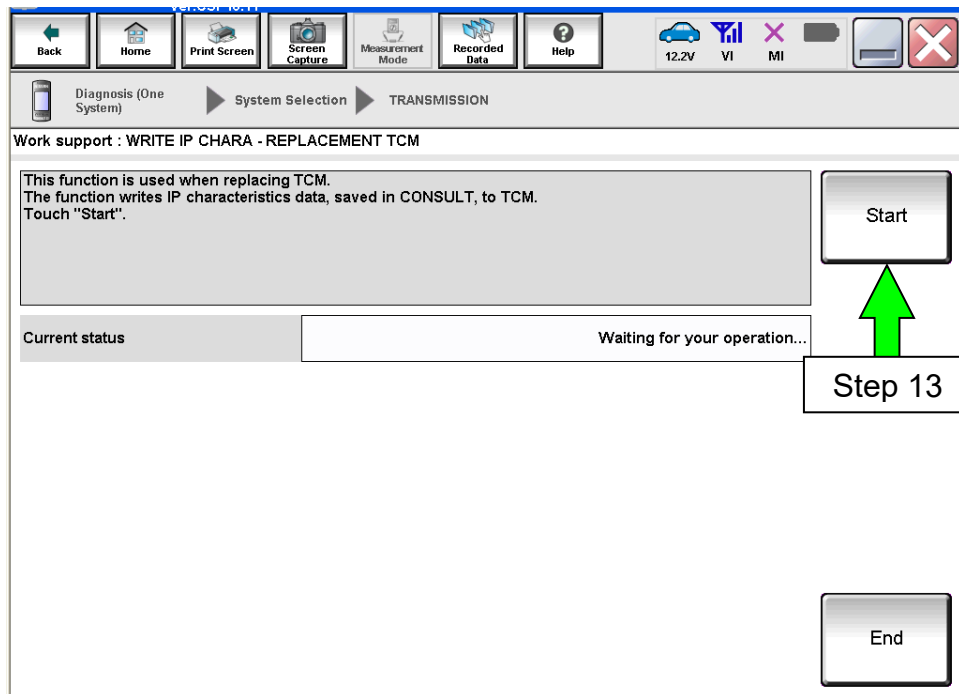 Back
Home
Print Screen
Screen
Capture
Measurement
Mode
Recorded
Data
Help
12.2V
VI
MI
Diagnosis (One
System)
System Selection
TRANSMISSION
Work support : WRITE IP CHARA - REPLACEMENT TCM
This function is used when replacing TCM.
The function writes IP characteristics data, saved in CONSULT, to TCM.
Touch "Start".
Start
Current status
Waiting for your operation...
Step 13
End